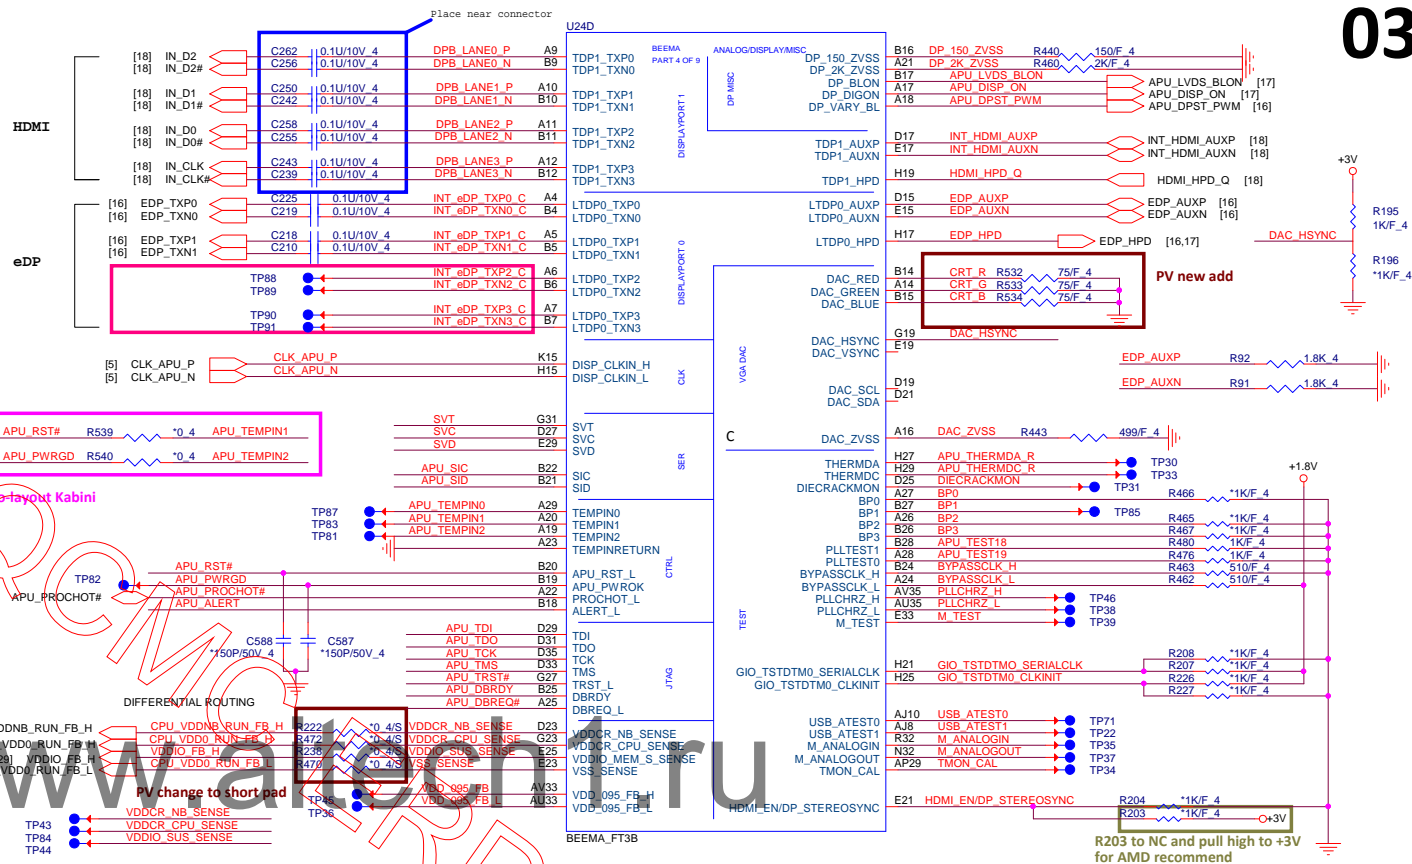 Place near connector
03
U24D
BEEMA
PART 4 OF 9
ANALOG/DISPLAY/MISC
HDMI
[18] IN_D2 C262 0.1U/10V_4 DPB_LANE0_P A9 TDP1_TXP0
[18] IN_D2# C256 0.1U/10V_4 DPB_LANE0_N B9 TDP1_TXN0
[18] IN_D1 C250 0.1U/10V_4 DPB_LANE1_P A10 TDP1_TXP1
[18] IN_D1# C242 0.1U/10V_4 DPB_LANE1_N B10 TDP1_TXN1
[18] IN_D0 C258 0.1U/10V_4 DPB_LANE2_P A11 TDP1_TXP2
[18] IN_D0# C255 0.1U/10V_4 DPB_LANE2_N B11 TDP1_TXN2
[18] IN_CLK C243 0.1U/10V_4 DPB_LANE3_P A12 TDP1_TXP3
[18] IN_CLK# C239 0.1U/10V_4 DPB_LANE3_N B12 TDP1_TXN3
DISPLAYPORT 1
eDP
[16] EDP_TXP0 C225 0.1U/10V_4 INT_eDP_TXP0_C A4 LTDP0_TXP0
[16] EDP_TXN0 C219 0.1U/10V_4 INT_eDP_TXN0_C B4 LTDP0_TXN0
[16] EDP_TXP1 C218 0.1U/10V_4 INT_eDP_TXP1_C A5 LTDP0_TXP1
[16] EDP_TXN1 C210 0.1U/10V_4 INT_eDP_TXN1_C B5 LTDP0_TXN1
TP88 INT_eDP_TXP2_C A6 LTDP0_TXP2
TP89 INT_eDP_TXN2_C B6 LTDP0_TXN2
TP90 INT_eDP_TXP3_C A7 LTDP0_TXP3
TP91 INT_eDP_TXN3_C B7 LTDP0_TXN3
DISPLAYPORT 0
[5] CLK_APU_P CLK_APU_P K15 DISP_CLKIN_H
[5] CLK_APU_N CLK_APU_N H15 DISP_CLKIN_L
CLK
APU_RST# R539 *0_4 APU_TEMPIN1
APU_PWRGD R540 *0_4 APU_TEMPIN2
layout Kabini
SVT G31 SVT
SVC D27 SVC
SVD E29 SVD
APU_SIC B22 SIC
APU_SID B21 SID
SER
TP87 APU_TEMPIN0 A29 TEMPIN0
TP83 APU_TEMPIN1 A20 TEMPIN1
TP81 APU_TEMPIN2 A19 TEMPIN2
A23 TEMPINRETURN
APU_RST# B20 APU_RST_L
TP82 APU_PWRGD B19 APU_PWROK
APU_PROCHOT# APU_PROCHOT# A22 PROCHOT_L
APU_ALERT B18 ALERT_L
CTRL
C588 C587
*150P/50V_4 *150P/50V_4
APU_TDI D29 TDI
APU_TDO D31 TDO
APU_TCK D35 TCK
APU_TMS D33 TMS
APU_TRST# G27 TRST_L
APU_DBRDY B25 DBRDY
APU_DBREQ# A25 DBREQ_L
JTAG
DIFFERENTIAL ROUTING
DDNB_RUN_FB_H CPU_VDDNB_RUN_FB_H R222 *0_4/S VDDCR_NB_SENSE D23 VDDCR_NB_SENSE
VDD0_RUN_FB_H CPU_VDD0_RUN_FB_H R472 *0_4/S VDDCR_CPU_SENSE G23 VDDCR_CPU_SENSE
9] VDDIO_FB_H VDDIO_FB_H R238 *0_4/S VDDIO_SUS_SENSE E25 VDDIO_MEM_S_SENSE
VDD0_RUN_FB_L CPU_VDD0_RUN_FB_L R470 *0_4/S VSS_SENSE E23 VSS_SENSE
PV change to short pad
TP45 VDD_095_FB AV33 VDD_095_FB_H
TP36 VDD_095_FB_L AU33 VDD_095_FB_L
TP43 VDDCR_NB_SENSE
TP84 VDDCR_CPU_SENSE
TP44 VDDIO_SUS_SENSE
BEEMA_FT3B
www.aitech1.ru
DP MISC
DP_150_ZVSS B16 DP_150_ZVSS R440 150/F_4
DP_2K_ZVSS A21 DP_2K_ZVSS R460 2K/F_4
DP_BLON B17 APU_LVDS_BLON APU_LVDS_BLON [17]
DP_DIGON A17 APU_DISP_ON APU_DISP_ON [17]
DP_VARY_BL A18 APU_DPST_PWM APU_DPST_PWM [16]
TDP1_AUXP D17 INT_HDMI_AUXP INT_HDMI_AUXP [18]
TDP1_AUXN E17 INT_HDMI_AUXN INT_HDMI_AUXN [18]
TDP1_HPD H19 HDMI_HPD_Q HDMI_HPD_Q [18]
LTDP0_AUXP D15 EDP_AUXP EDP_AUXP [16]
LTDP0_AUXN E15 EDP_AUXN EDP_AUXN [16]
LTDP0_HPD H17 EDP_HPD EDP_HPD [16,17]
+3V
R195
1K/F_4
DAC_HSYNC
R196
*1K/F_4
VGA DAC
DAC_RED B14 CRT_R R532 75/F_4
DAC_GREEN A14 CRT_G R533 75/F_4
DAC_BLUE B15 CRT_B R534 75/F_4
PV new add
DAC_HSYNC G19 DAC_HSYNC
DAC_VSYNC E19
EDP_AUXP R92 1.8K_4
EDP_AUXN R91 1.8K_4
DAC_SCL D19
DAC_SDA D21
C
DAC_ZVSS A16 DAC_ZVSS R443 499/F_4
THERMDA H27 APU_THERMDA_R TP30
THERMDC H29 APU_THERMDC_R TP33
DIECRACKMON D25 DIECRACKMON TP31
+1.8V
BP0 A27 BP0 R466 *1K/F_4
BP1 B27 BP1 TP85
BP2 A26 BP2 R465 *1K/F_4
BP3 B26 BP3 R467 *1K/F_4
PLLTEST1 B28 APU_TEST18 R480 1K/F_4
PLLTEST0 A28 APU_TEST19 R476 1K/F_4
BYPASSCLK_H B24 BYPASSCLK_H R463 510/F_4
BYPASSCLK_L A24 BYPASSCLK_L R462 510/F_4
PLLCHRZ_H AV35 PLLCHRZ_H TP46
PLLCHRZ_L AU35 PLLCHRZ_L TP38
M_TEST E33 M_TEST TP39
TEST
GIO_TSTDTM0_SERIALCLK H21 GIO_TSTDTMO_SERIALCLK R208 *1K/F_4
R207 *1K/F_4
GIO_TSTDTM0_CLKINIT H25 GIO_TSTDTM0_CLKINIT R226 *1K/F_4
R227 *1K/F_4
USB_ATEST0 AJ10 USB_ATEST0 TP71
USB_ATEST1 AJ8 USB_ATEST1 TP22
M_ANALOGIN R32 M_ANALOGIN TP35
M_ANALOGOUT N32 M_ANALOGOUT TP37
TMON_CAL AP29 TMON_CAL TP34
HDMI_EN/DP_STEREOSYNC E21 HDMI_EN/DP_STEREOSYNC R204 *1K/F_4
R203 *1K/F_4 +3V
R203 to NC and pull high to +3V
for AMD recommend